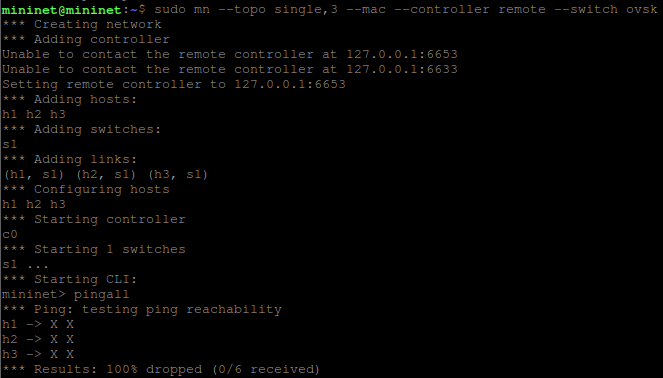 mininet@mininet:~$ sudo mn --topo single,3 --mac --controller remote --switch ovsk
*** Creating network
*** Adding controller
Unable to contact the remote controller at 127.0.0.1:6653
Unable to contact the remote controller at 127.0.0.1:6633
Setting remote controller to 127.0.0.1:6653
*** Adding hosts:
h1 h2 h3
*** Adding switches:
s1
*** Adding links:
(h1, s1) (h2, s1) (h3, s1)
*** Configuring hosts
h1 h2 h3
*** Starting controller
c0
*** Starting 1 switches
s1 ...
*** Starting CLI:
mininet> pingall
*** Ping: testing ping reachability
h1 -> X X
h2 -> X X
h3 -> X X
*** Results: 100% dropped (0/6 received)